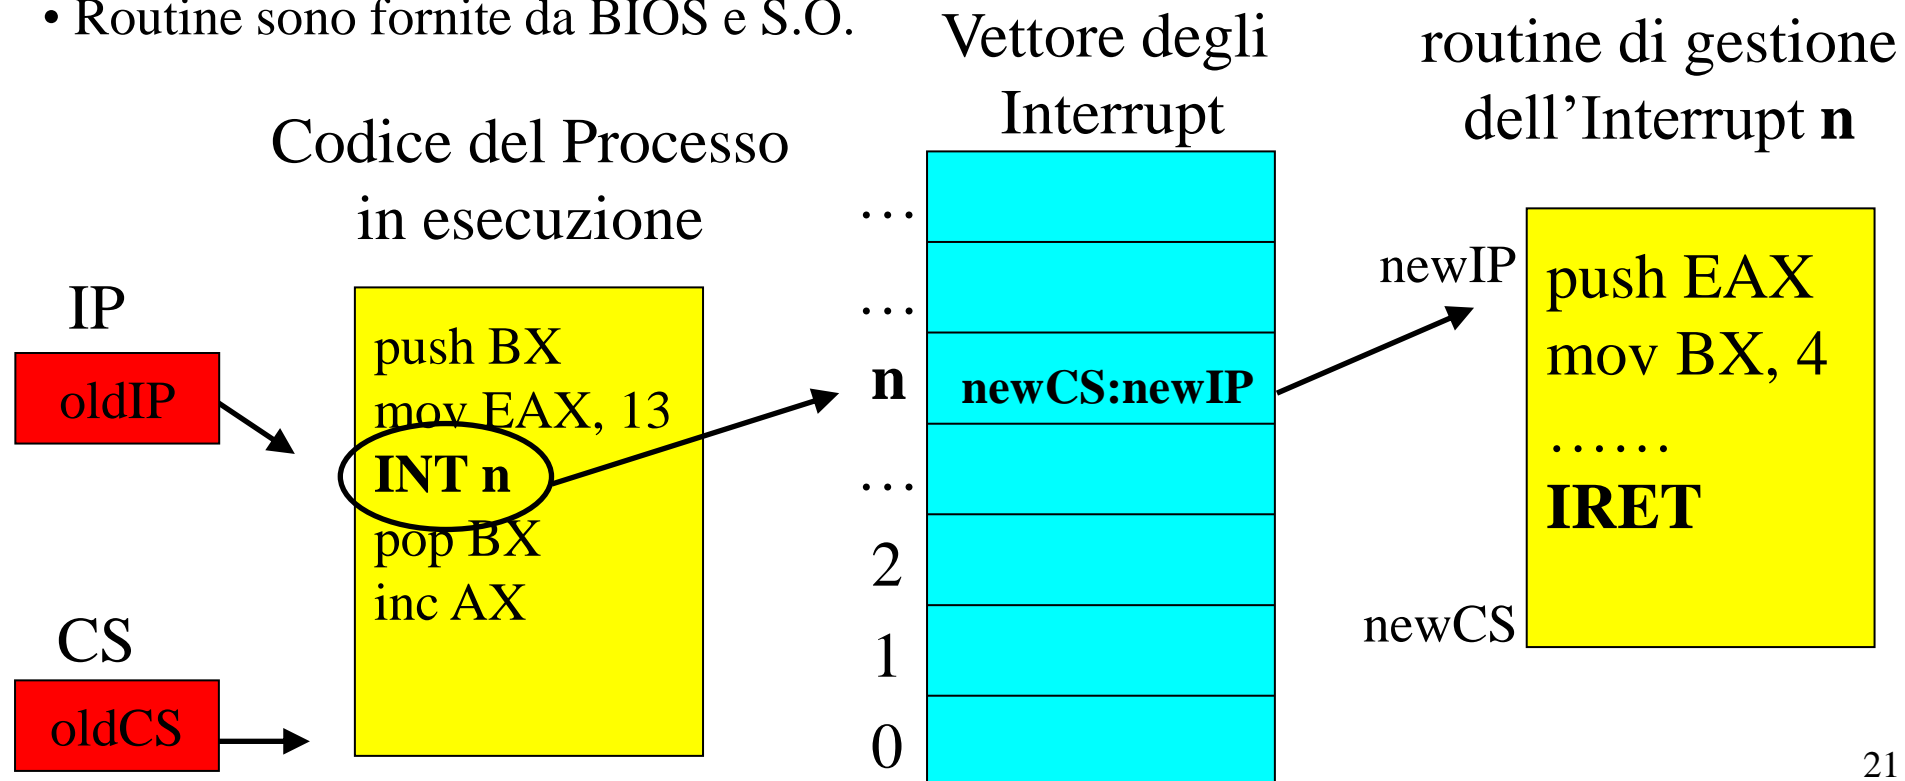 • Routine sono fornite da BIOS e S.O.
Vettore degli
Interrupt
routine di gestione
dell’Interrupt n
Codice del Processo
in esecuzione
IP
oldIP
CS
oldCS
push BX
mov EAX, 13
INT n
pop BX
inc AX
…
…
n
newCS:newIP
…
2
1
0
newIP
newCS
push EAX
mov BX, 4
……
IRET
21